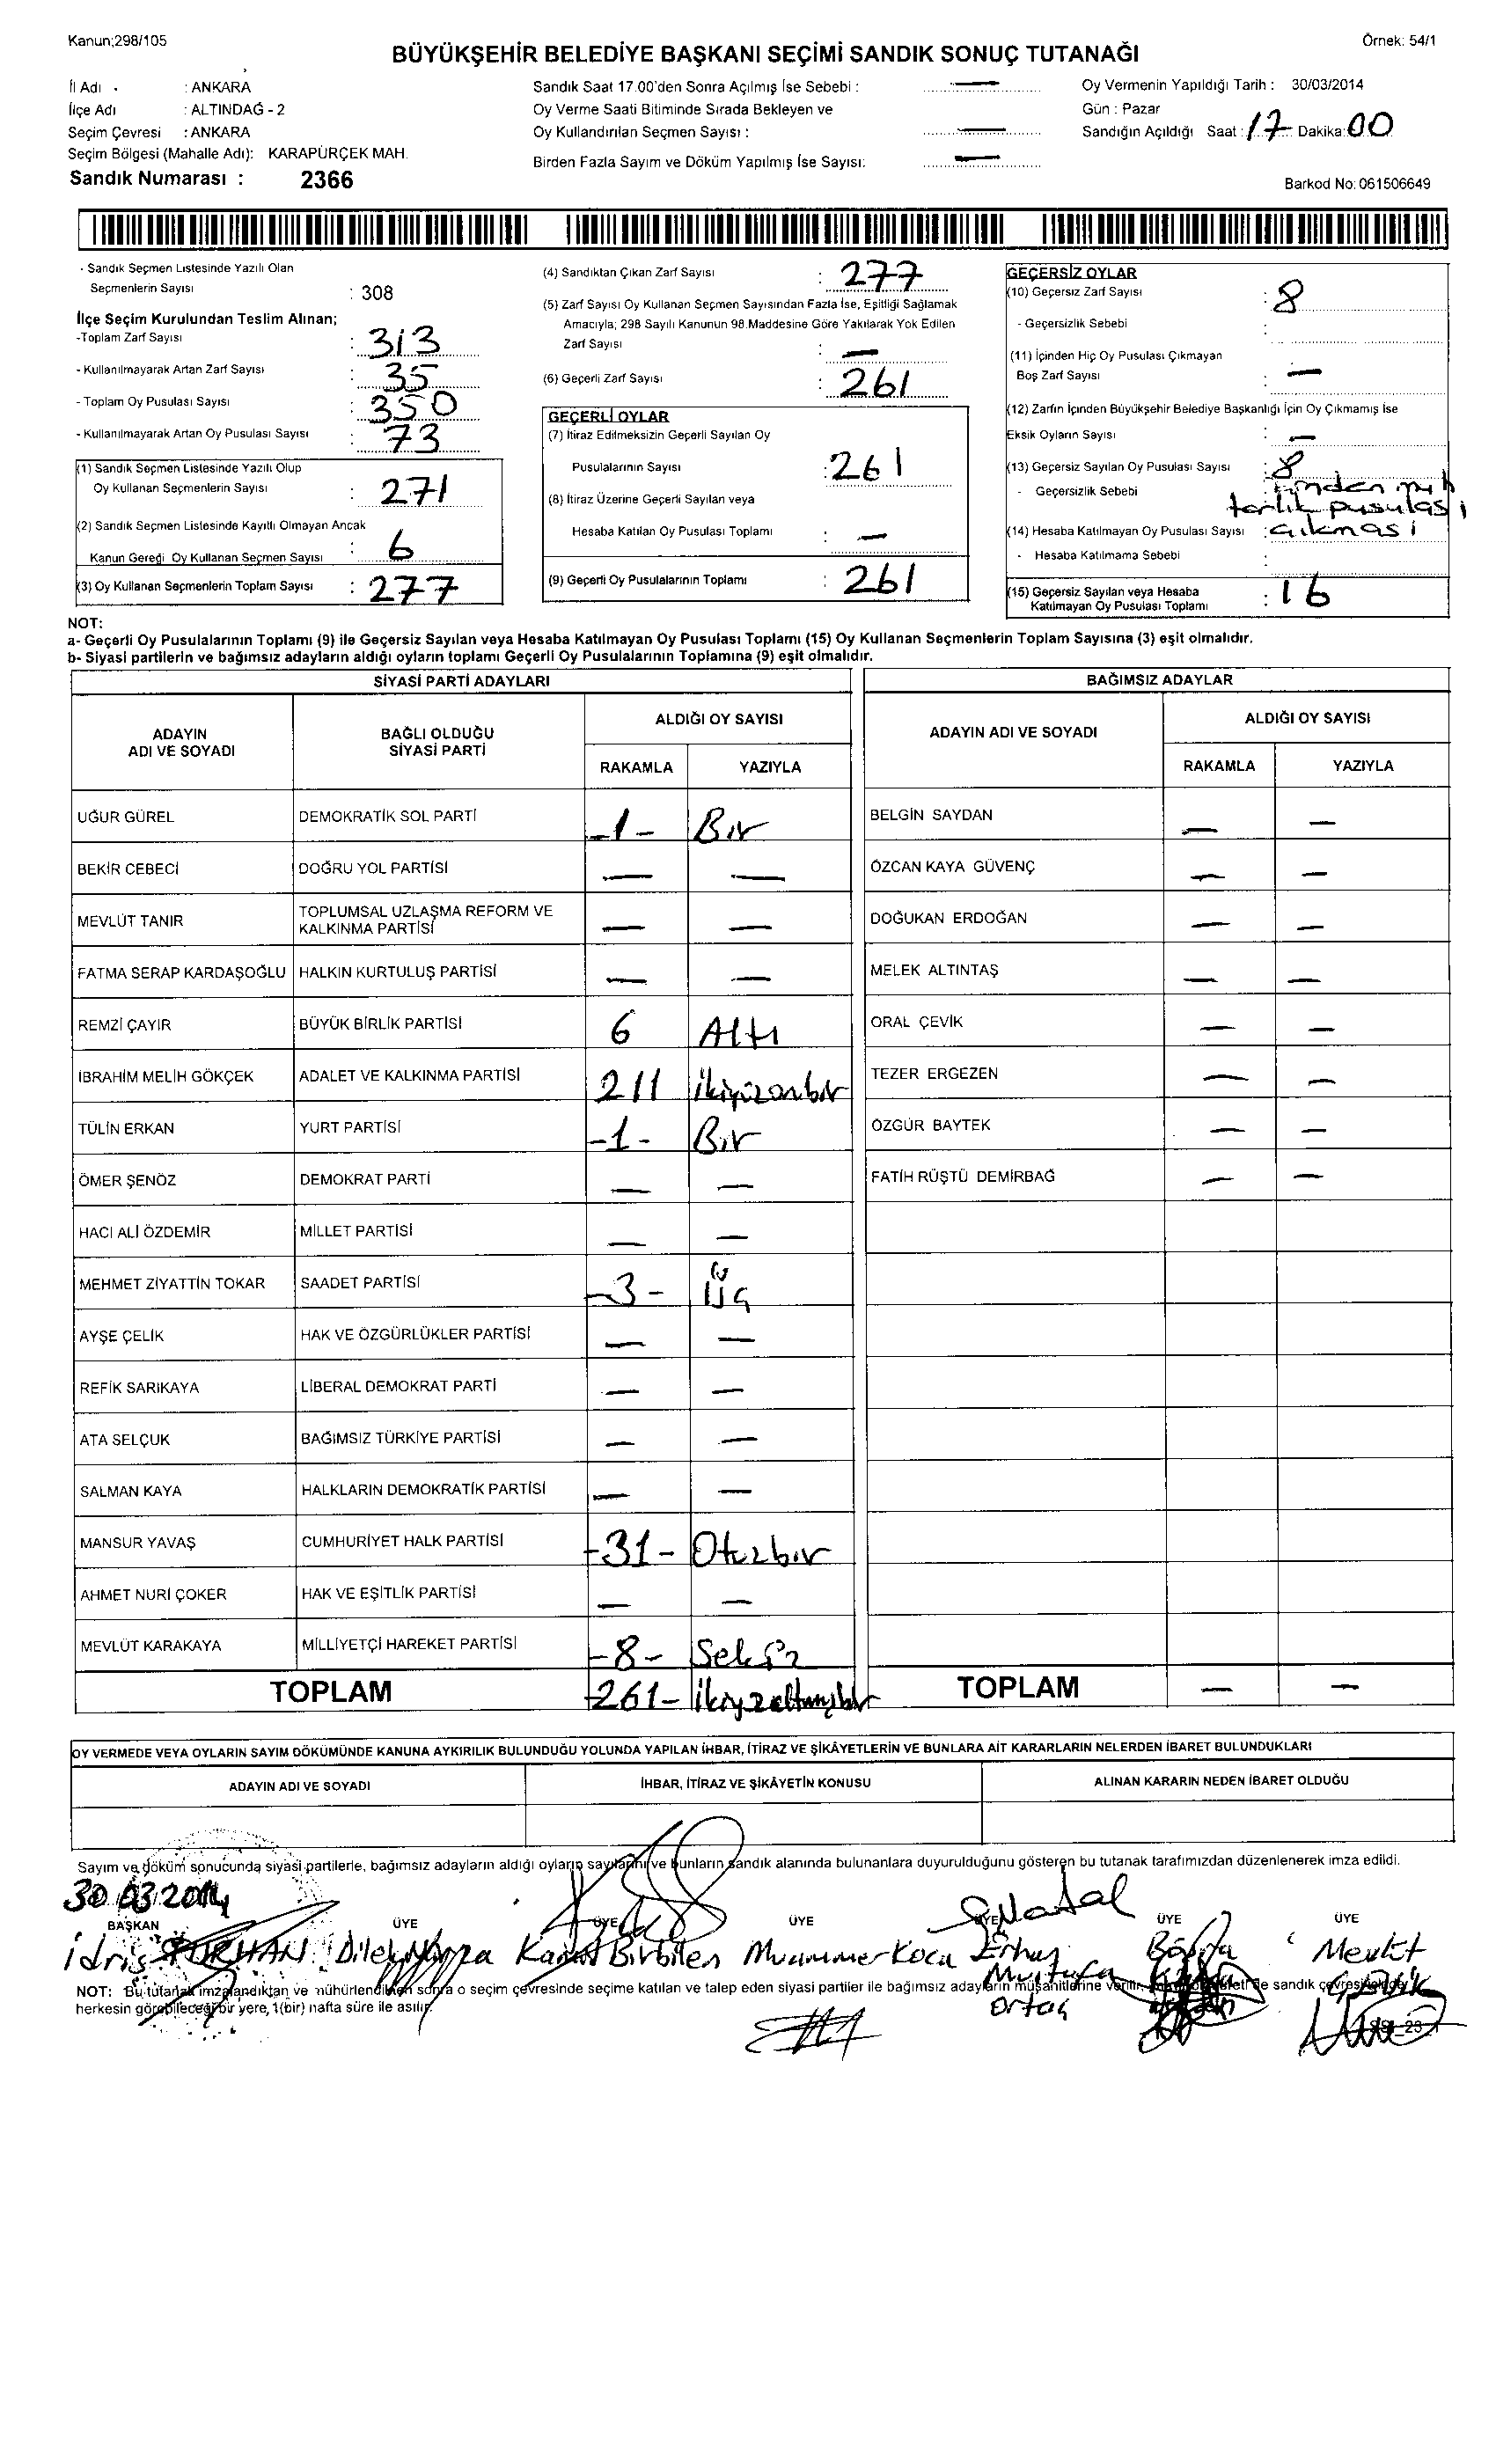 Kanun;298/105
Örnek: 54/1
BÜYÜKŞEHİR BELEDİYE BAŞKANI SEÇİMİ SANDIK SONUÇ TUTANAĞI
İl Adı : ANKARA
İlçe Adı : ALTINDAĞ - 2
Seçim Çevresi : ANKARA
Seçim Bölgesi (Mahalle Adı): KARAPÜRÇEK MAH.
Sandık Numarası : 2366
Sandık Saat 17.00'den Sonra Açılmış İse Sebebi : —
Oy Verme Saati Bitiminde Sırada Bekleyen ve
Oy Kullandırılan Seçmen Sayısı : —
Birden Fazla Sayım ve Döküm Yapılmış İse Sayısı: —
Oy Vermenin Yapıldığı Tarih : 30/03/2014
Gün : Pazar
Sandığın Açıldığı Saat : 17 Dakika: 00
Barkod No: 061506649
- Sandık Seçmen Listesinde Yazılı Olan
Seçmenlerin Sayısı : 308
İlçe Seçim Kurulundan Teslim Alınan;
-Toplam Zarf Sayısı : 313
- Kullanılmayarak Artan Zarf Sayısı : 35
- Toplam Oy Pusulası Sayısı : 350
- Kullanılmayarak Artan Oy Pusulası Sayısı : 73
(1) Sandık Seçmen Listesinde Yazılı Olup
Oy Kullanan Seçmenlerin Sayısı : 271
(2) Sandık Seçmen Listesinde Kayıtlı Olmayan Ancak
Kanun Gereği Oy Kullanan Seçmen Sayısı : 6
(3) Oy Kullanan Seçmenlerin Toplam Sayısı : 277
(4) Sandıktan Çıkan Zarf Sayısı : 277
(5) Zarf Sayısı Oy Kullanan Seçmen Sayısından Fazla İse, Eşitliği Sağlamak
Amacıyla; 298 Sayılı Kanunun 98.Maddesine Göre Yakılarak Yok Edilen
Zarf Sayısı : —
(6) Geçerli Zarf Sayısı : 261
GEÇERLİ OYLAR
(7) İtiraz Edilmeksizin Geçerli Sayılan Oy
Pusulalarının Sayısı : 261
(8) İtiraz Üzerine Geçerli Sayılan veya
Hesaba Katılan Oy Pusulası Toplamı : —
(9) Geçerli Oy Pusulalarının Toplamı : 261
GEÇERSİZ OYLAR
(10) Geçersiz Zarf Sayısı : 8
- Geçersizlik Sebebi :
(11) İçinden Hiç Oy Pusulası Çıkmayan
Boş Zarf Sayısı : —
(12) Zarfın İçinden Büyükşehir Belediye Başkanlığı İçin Oy Çıkmamış İse
Eksik Oyların Sayısı : —
(13) Geçersiz Sayılan Oy Pusulası Sayısı : 8
- Geçersizlik Sebebi : içinden muh
tarlık pusulası
(14) Hesaba Katılmayan Oy Pusulası Sayısı : çıkması
- Hesaba Katılmama Sebebi :
(15) Geçersiz Sayılan veya Hesaba
Katılmayan Oy Pusulası Toplamı : 16
NOT:
a- Geçerli Oy Pusulalarının Toplamı (9) ile Geçersiz Sayılan veya Hesaba Katılmayan Oy Pusulası Toplamı (15) Oy Kullanan Seçmenlerin Toplam Sayısına (3) eşit olmalıdır.
b- Siyasi partilerin ve bağımsız adayların aldığı oyların toplamı Geçerli Oy Pusulalarının Toplamına (9) eşit olmalıdır.
SİYASİ PARTİ ADAYLARI
ADAYIN ADI VE SOYADI
BAĞLI OLDUĞU SİYASİ PARTİ
ALDIĞI OY SAYISI
RAKAMLA YAZIYLA
UĞUR GÜREL DEMOKRATİK SOL PARTİ -1- Bir
BEKİR CEBECİ DOĞRU YOL PARTİSİ — —
MEVLÜT TANIR TOPLUMSAL UZLAŞMA REFORM VE KALKINMA PARTİSİ — —
FATMA SERAP KARDAŞOĞLU HALKIN KURTULUŞ PARTİSİ — —
REMZİ ÇAYIR BÜYÜK BİRLİK PARTİSİ 6 Altı
İBRAHİM MELİH GÖKÇEK ADALET VE KALKINMA PARTİSİ 211 ikiyüzonbir
TÜLİN ERKAN YURT PARTİSİ -1- Bir
ÖMER ŞENÖZ DEMOKRAT PARTİ — —
HACI ALİ ÖZDEMİR MİLLET PARTİSİ — —
MEHMET ZİYATTİN TOKAR SAADET PARTİSİ -3- Üç
AYŞE ÇELİK HAK VE ÖZGÜRLÜKLER PARTİSİ — —
REFİK SARIKAYA LİBERAL DEMOKRAT PARTİ — —
ATA SELÇUK BAĞIMSIZ TÜRKİYE PARTİSİ — —
SALMAN KAYA HALKLARIN DEMOKRATİK PARTİSİ — —
MANSUR YAVAŞ CUMHURİYET HALK PARTİSİ -31- Otuzbir
AHMET NURİ ÇOKER HAK VE EŞİTLİK PARTİSİ — —
MEVLÜT KARAKAYA MİLLİYETÇİ HAREKET PARTİSİ -8- Sekiz
TOPLAM -261- ikiyüzaltmışbir
BAĞIMSIZ ADAYLAR
ADAYIN ADI VE SOYADI
ALDIĞI OY SAYISI
RAKAMLA YAZIYLA
BELGİN SAYDAN — —
ÖZCAN KAYA GÜVENÇ — —
DOĞUKAN ERDOĞAN — —
MELEK ALTINTAŞ — —
ORAL ÇEVİK — —
TEZER ERGEZEN — —
ÖZGÜR BAYTEK — —
FATİH RÜŞTÜ DEMİRBAĞ — —
TOPLAM — —
OY VERMEDE VEYA OYLARIN SAYIM DÖKÜMÜNDE KANUNA AYKIRILIK BULUNDUĞU YOLUNDA YAPILAN İHBAR, İTİRAZ VE ŞİKÂYETLERİN VE BUNLARA AİT KARARLARIN NELERDEN İBARET BULUNDUKLARI
ADAYIN ADI VE SOYADI
İHBAR, İTİRAZ VE ŞİKÂYETİN KONUSU
ALINAN KARARIN NEDEN İBARET OLDUĞU
Sayım ve döküm sonucunda siyasi partilerle, bağımsız adayların aldığı oyların sayılarını ve bunların sandık alanında bulunanlara duyurulduğunu gösteren bu tutanak tarafımızdan düzenlenerek imza edildi.
30.03.2014
BAŞKAN ÜYE ÜYE ÜYE ÜYE ÜYE ÜYE
idris Dilek Birbilen Muammer Koca Erhan Mevlüt
Mustafa
Ortaç
NOT: Bu tutanak imzalandıktan ve mühürlendikten sonra o seçim çevresinde seçime katılan ve talep eden siyasi partiler ile bağımsız adayların müşahitlerine verilir, sandık çevresinde
herkesin görebileceği bir yere, 1(bir) hafta süre ile asılır.